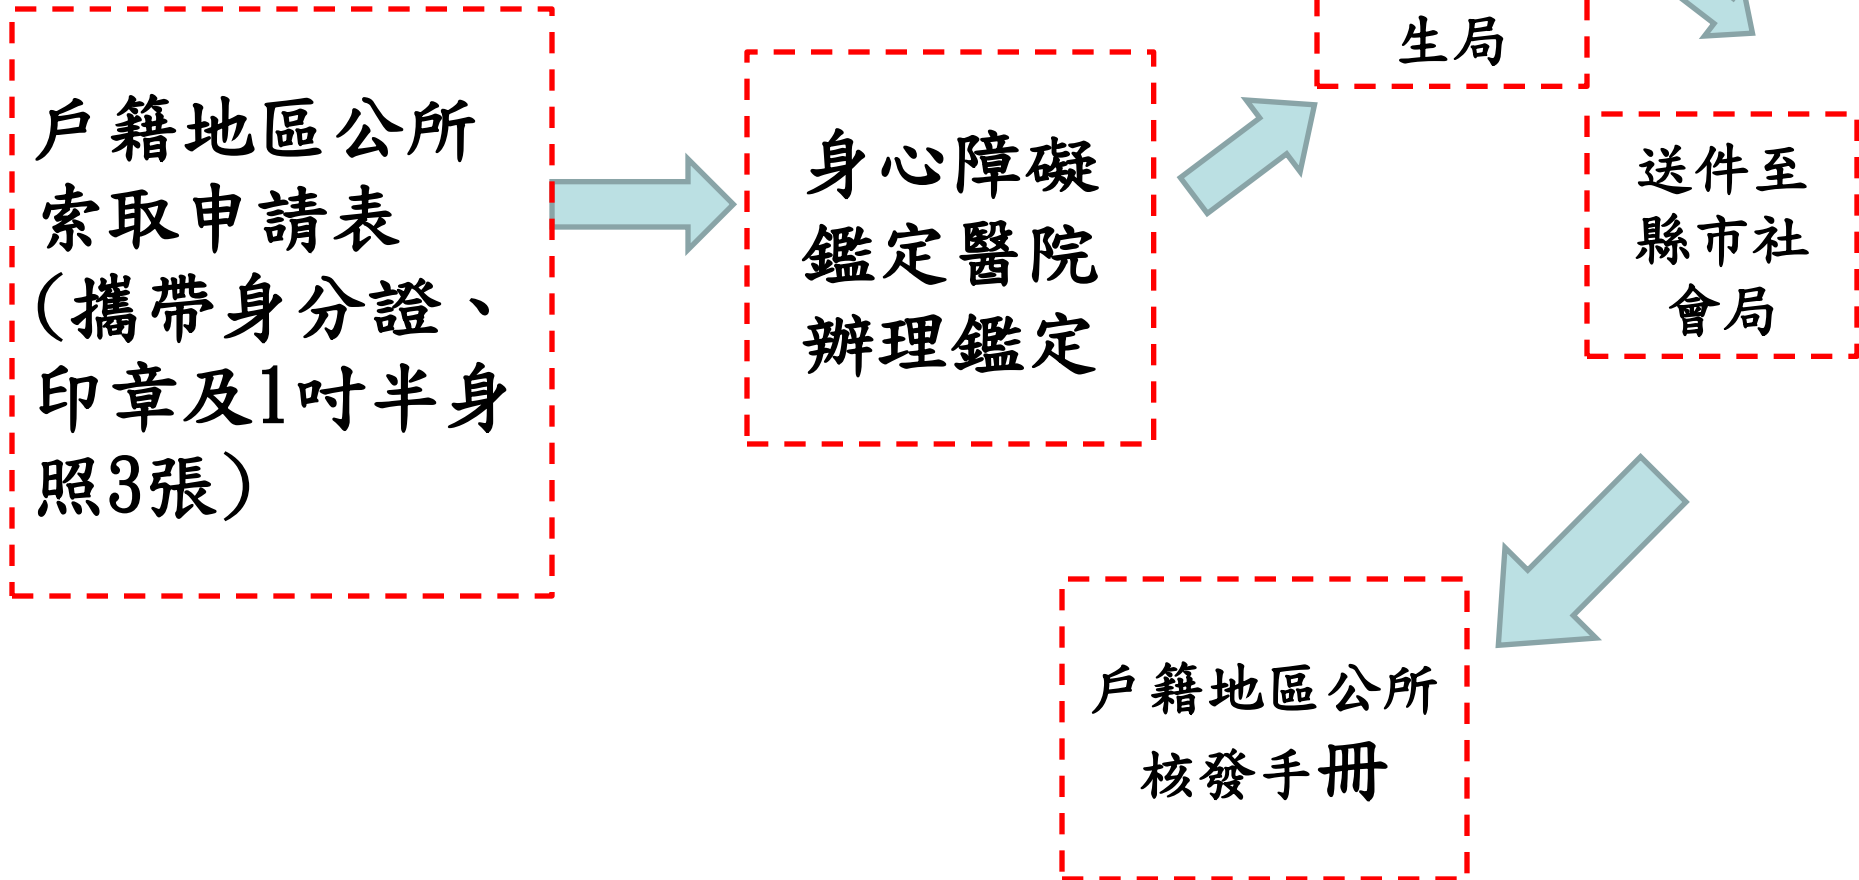 戶籍地區公所
索取申請表
(攜帶身分證、
印章及1吋半身
照3張)
身心障礙
鑑定醫院
辦理鑑定
生局
送件至
縣市社
會局
戶籍地區公所
核發手冊